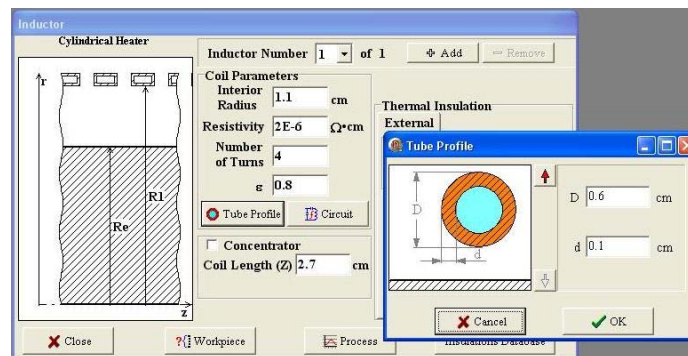 Inductor
Cylindrical Heater
r
R1
Re
z
Inductor Number 1 of 1
Add
Remove
Coil Parameters
Interior Radius 1.1 cm
Resistivity 2E-6 Ω•cm
Number of Turns 4
ε 0.8
Tube Profile
Circuit
Concentrator
Coil Length (Z) 2.7 cm
Thermal Insulation
External
Tube Profile
D
d
D 0.6 cm
d 0.1 cm
Cancel
OK
Close
?{} Workpiece
Process
Insulations Database